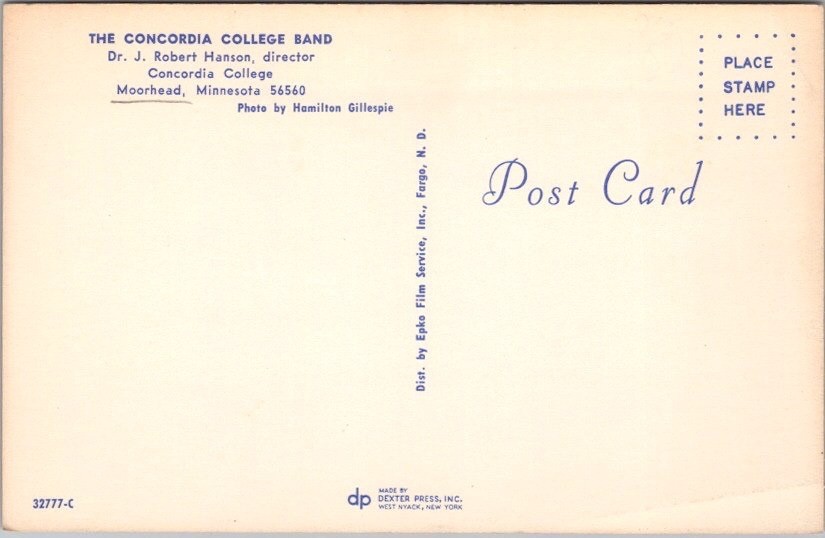 THE CONCORDIA COLLEGE BAND
Dr. J. Robert Hanson, director
Concordia College
Moorhead, Minnesota 56560
Photo by Hamilton Gillespie
PLACE
STAMP
HERE
Post Card
Dist. by Epko Film Service, Inc., Fargo, N. D.
32777-C
dp
MADE BY
DEXTER PRESS, INC.
WEST NYACK, NEW YORK